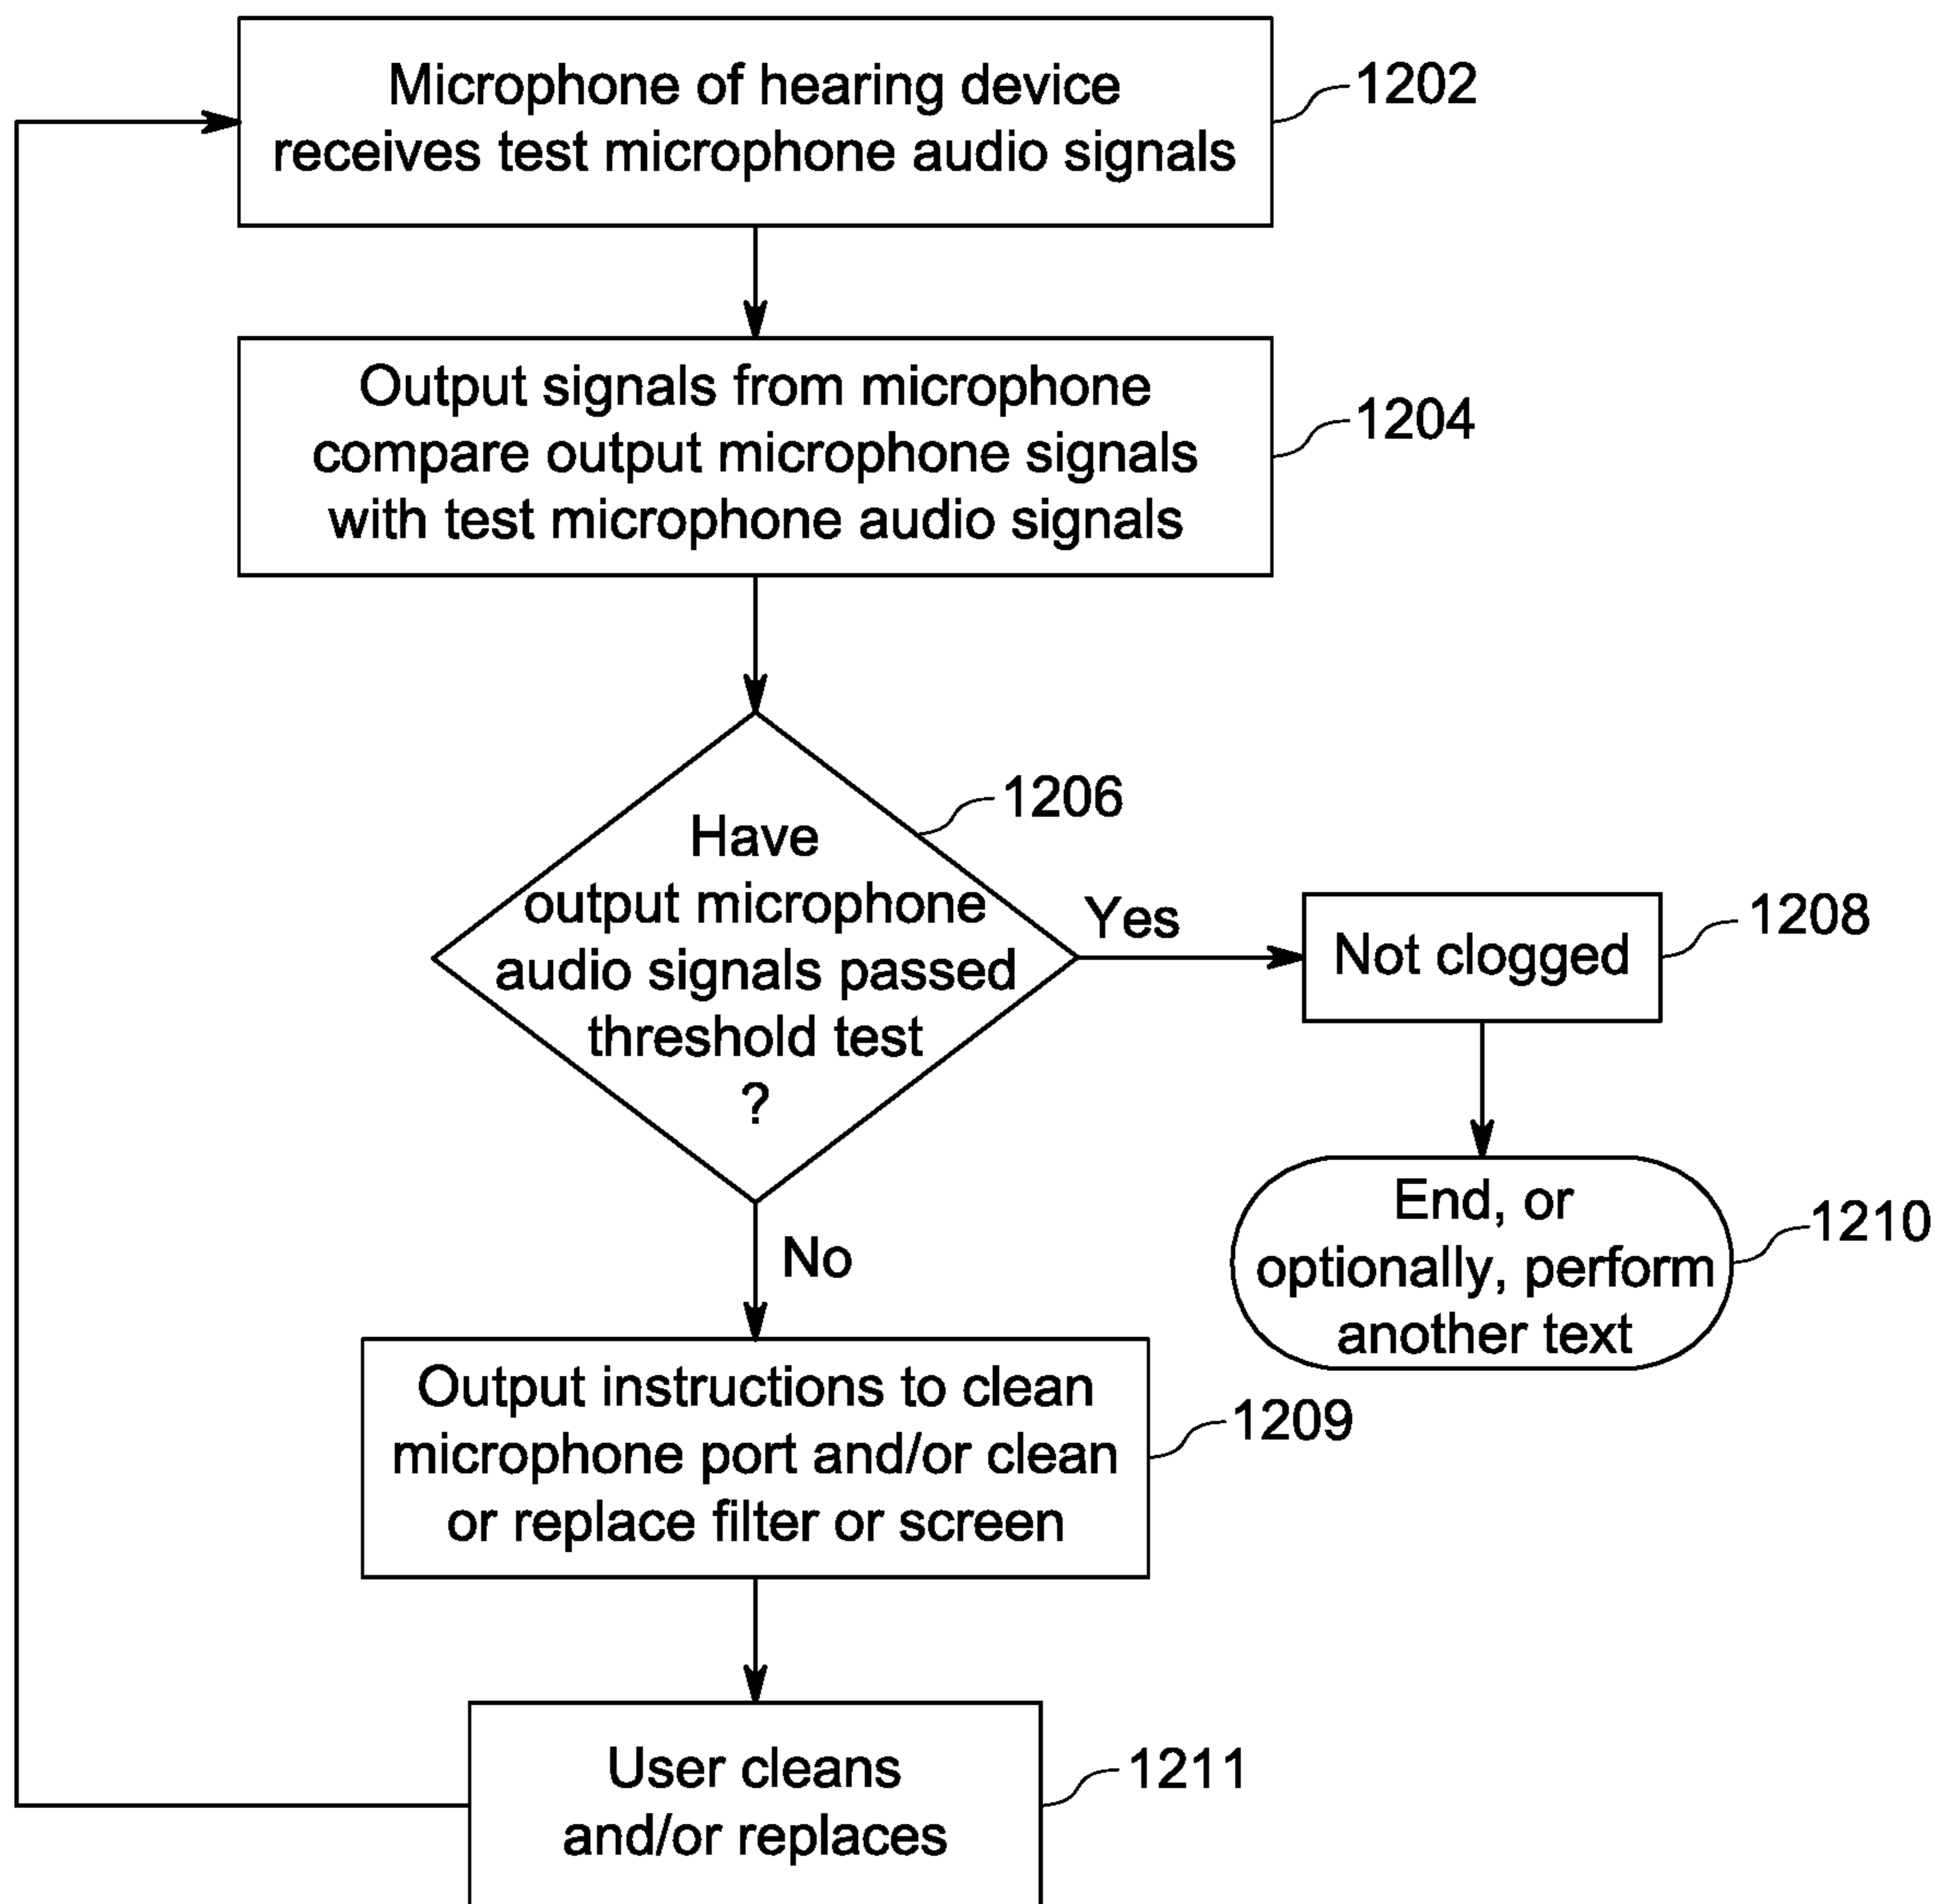 Microphone of hearing device
receives test microphone audio signals
1202
Output signals from microphone
compare output microphone signals
with test microphone audio signals
1204
Have
output microphone
audio signals passed
threshold test
?
1206
Yes
Not clogged
1208
End, or
optionally, perform
another text
1210
No
Output instructions to clean
microphone port and/or clean
or replace filter or screen
1209
User cleans
and/or replaces
1211